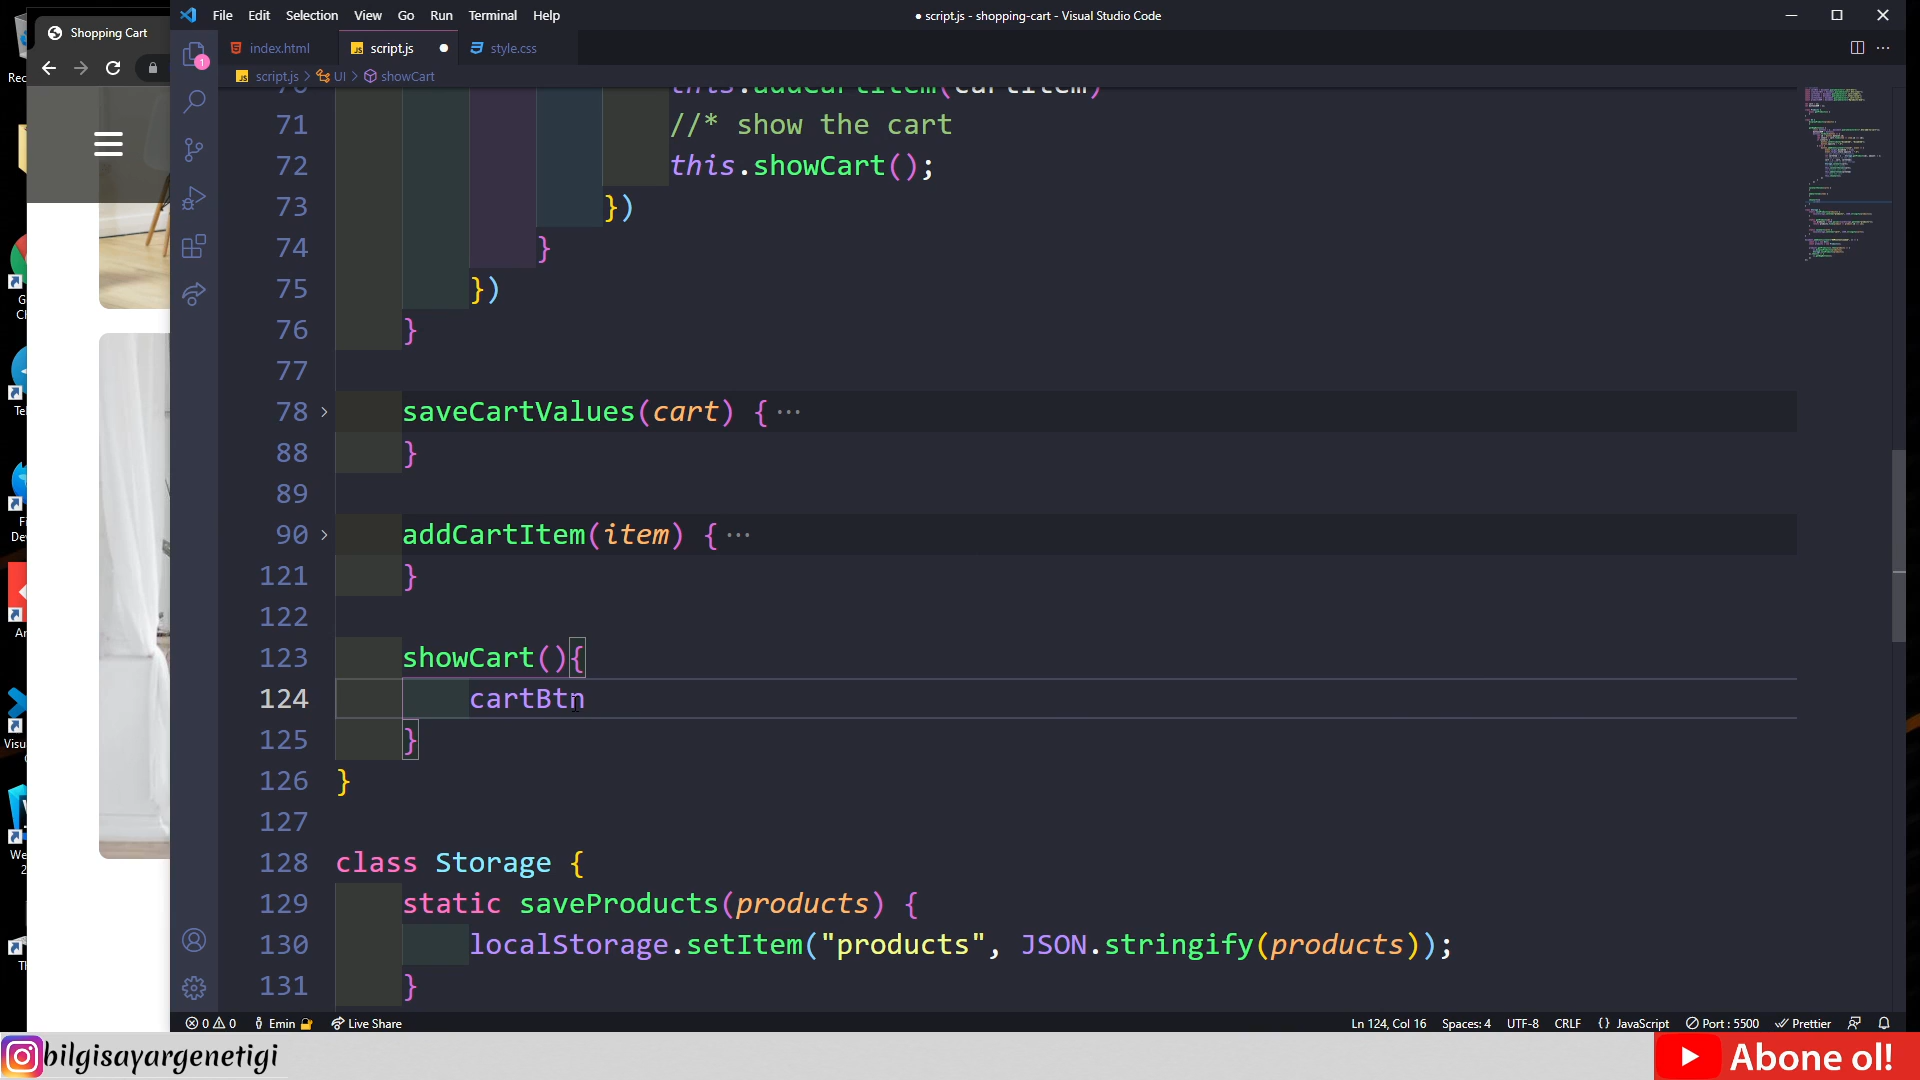 Shopping Cart
File Edit Selection View Go Run Terminal Help
● script.js - shopping-cart - Visual Studio Code
index.html script.js style.css
script.js > UI > showCart
this.addCartItem(cartItem)
71 //* show the cart
72 this.showCart();
73 })
74 }
75 })
76 }
77
78 saveCartValues(cart) {···
88 }
89
90 addCartItem(item) {···
121 }
122
123 showCart(){
124 cartBtn
125 }
126 }
127
128 class Storage {
129 static saveProducts(products) {
130 localStorage.setItem("products", JSON.stringify(products));
131 }
1
0 0 Emin Live Share
Ln 124, Col 16 Spaces: 4 UTF-8 CRLF {} JavaScript Port : 5500 Prettier
bilgisayargenetigi
Abone ol!